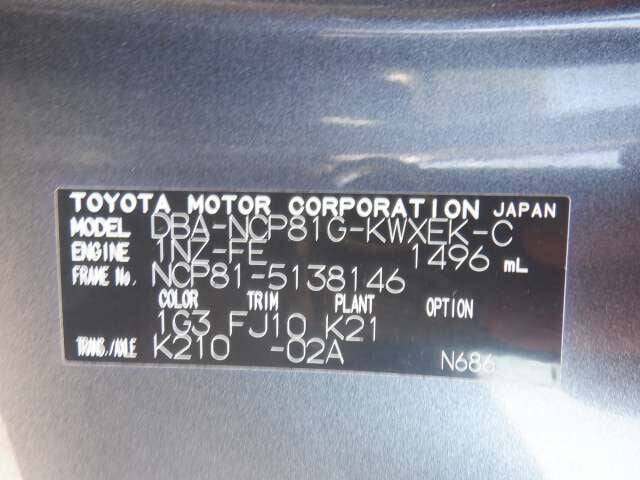 TOYOTA MOTOR CORPORATION JAPAN
MODEL DBA-NCP81G-KWXEK-C
ENGINE 1NZ-FE 1496 mL
FRAME No. NCP81-5138146
COLOR TRIM PLANT OPTION
1G3 FJ10 K21
TRANS./AXLE K210 -02A N686